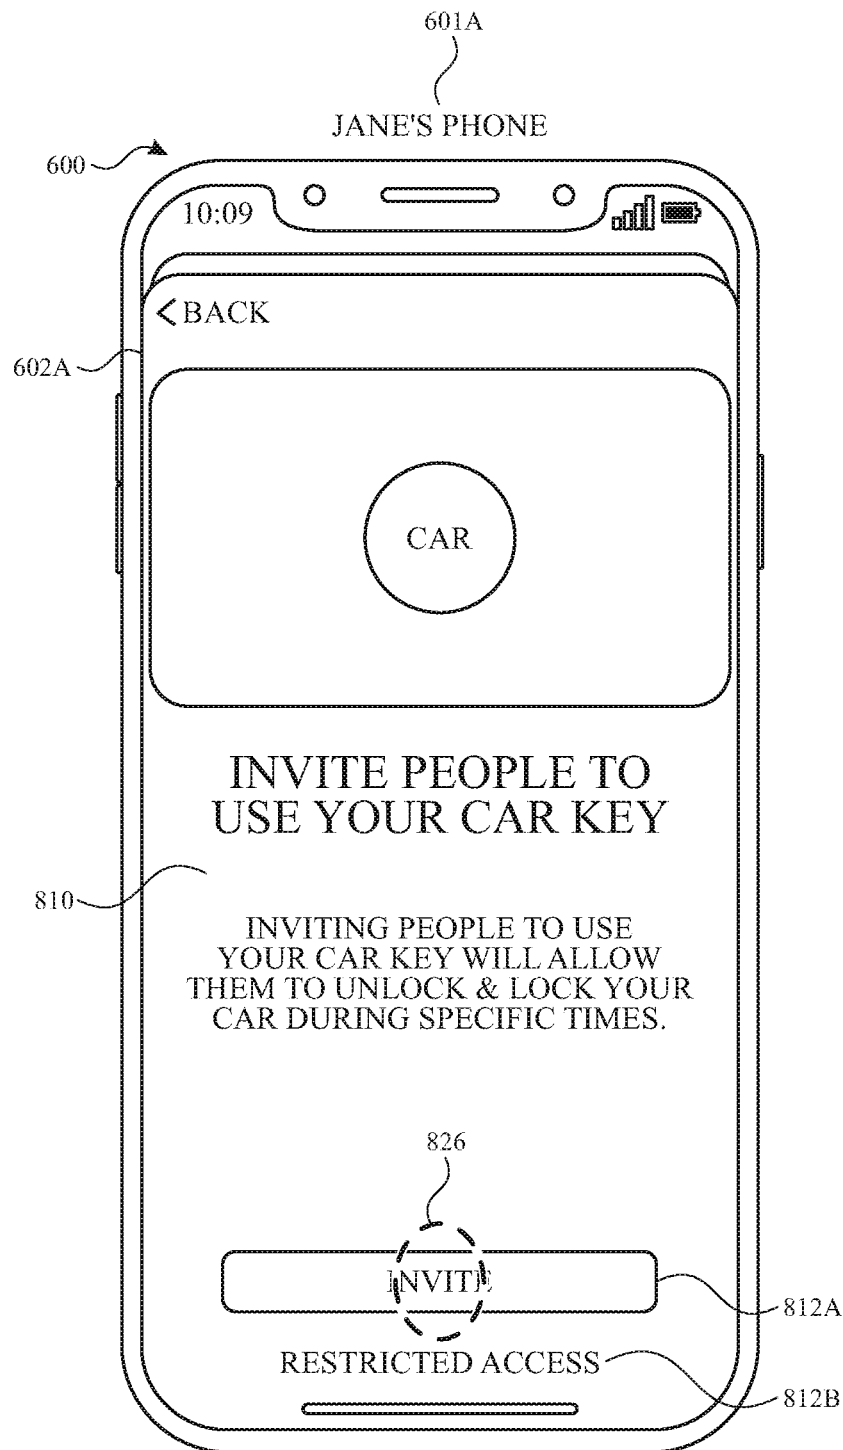 601A
JANE'S PHONE
600
10:09
< BACK
602A
CAR
INVITE PEOPLE TO
USE YOUR CAR KEY
810
INVITING PEOPLE TO USE
YOUR CAR KEY WILL ALLOW
THEM TO UNLOCK & LOCK YOUR
CAR DURING SPECIFIC TIMES.
826
INVITE
812A
RESTRICTED ACCESS
812B